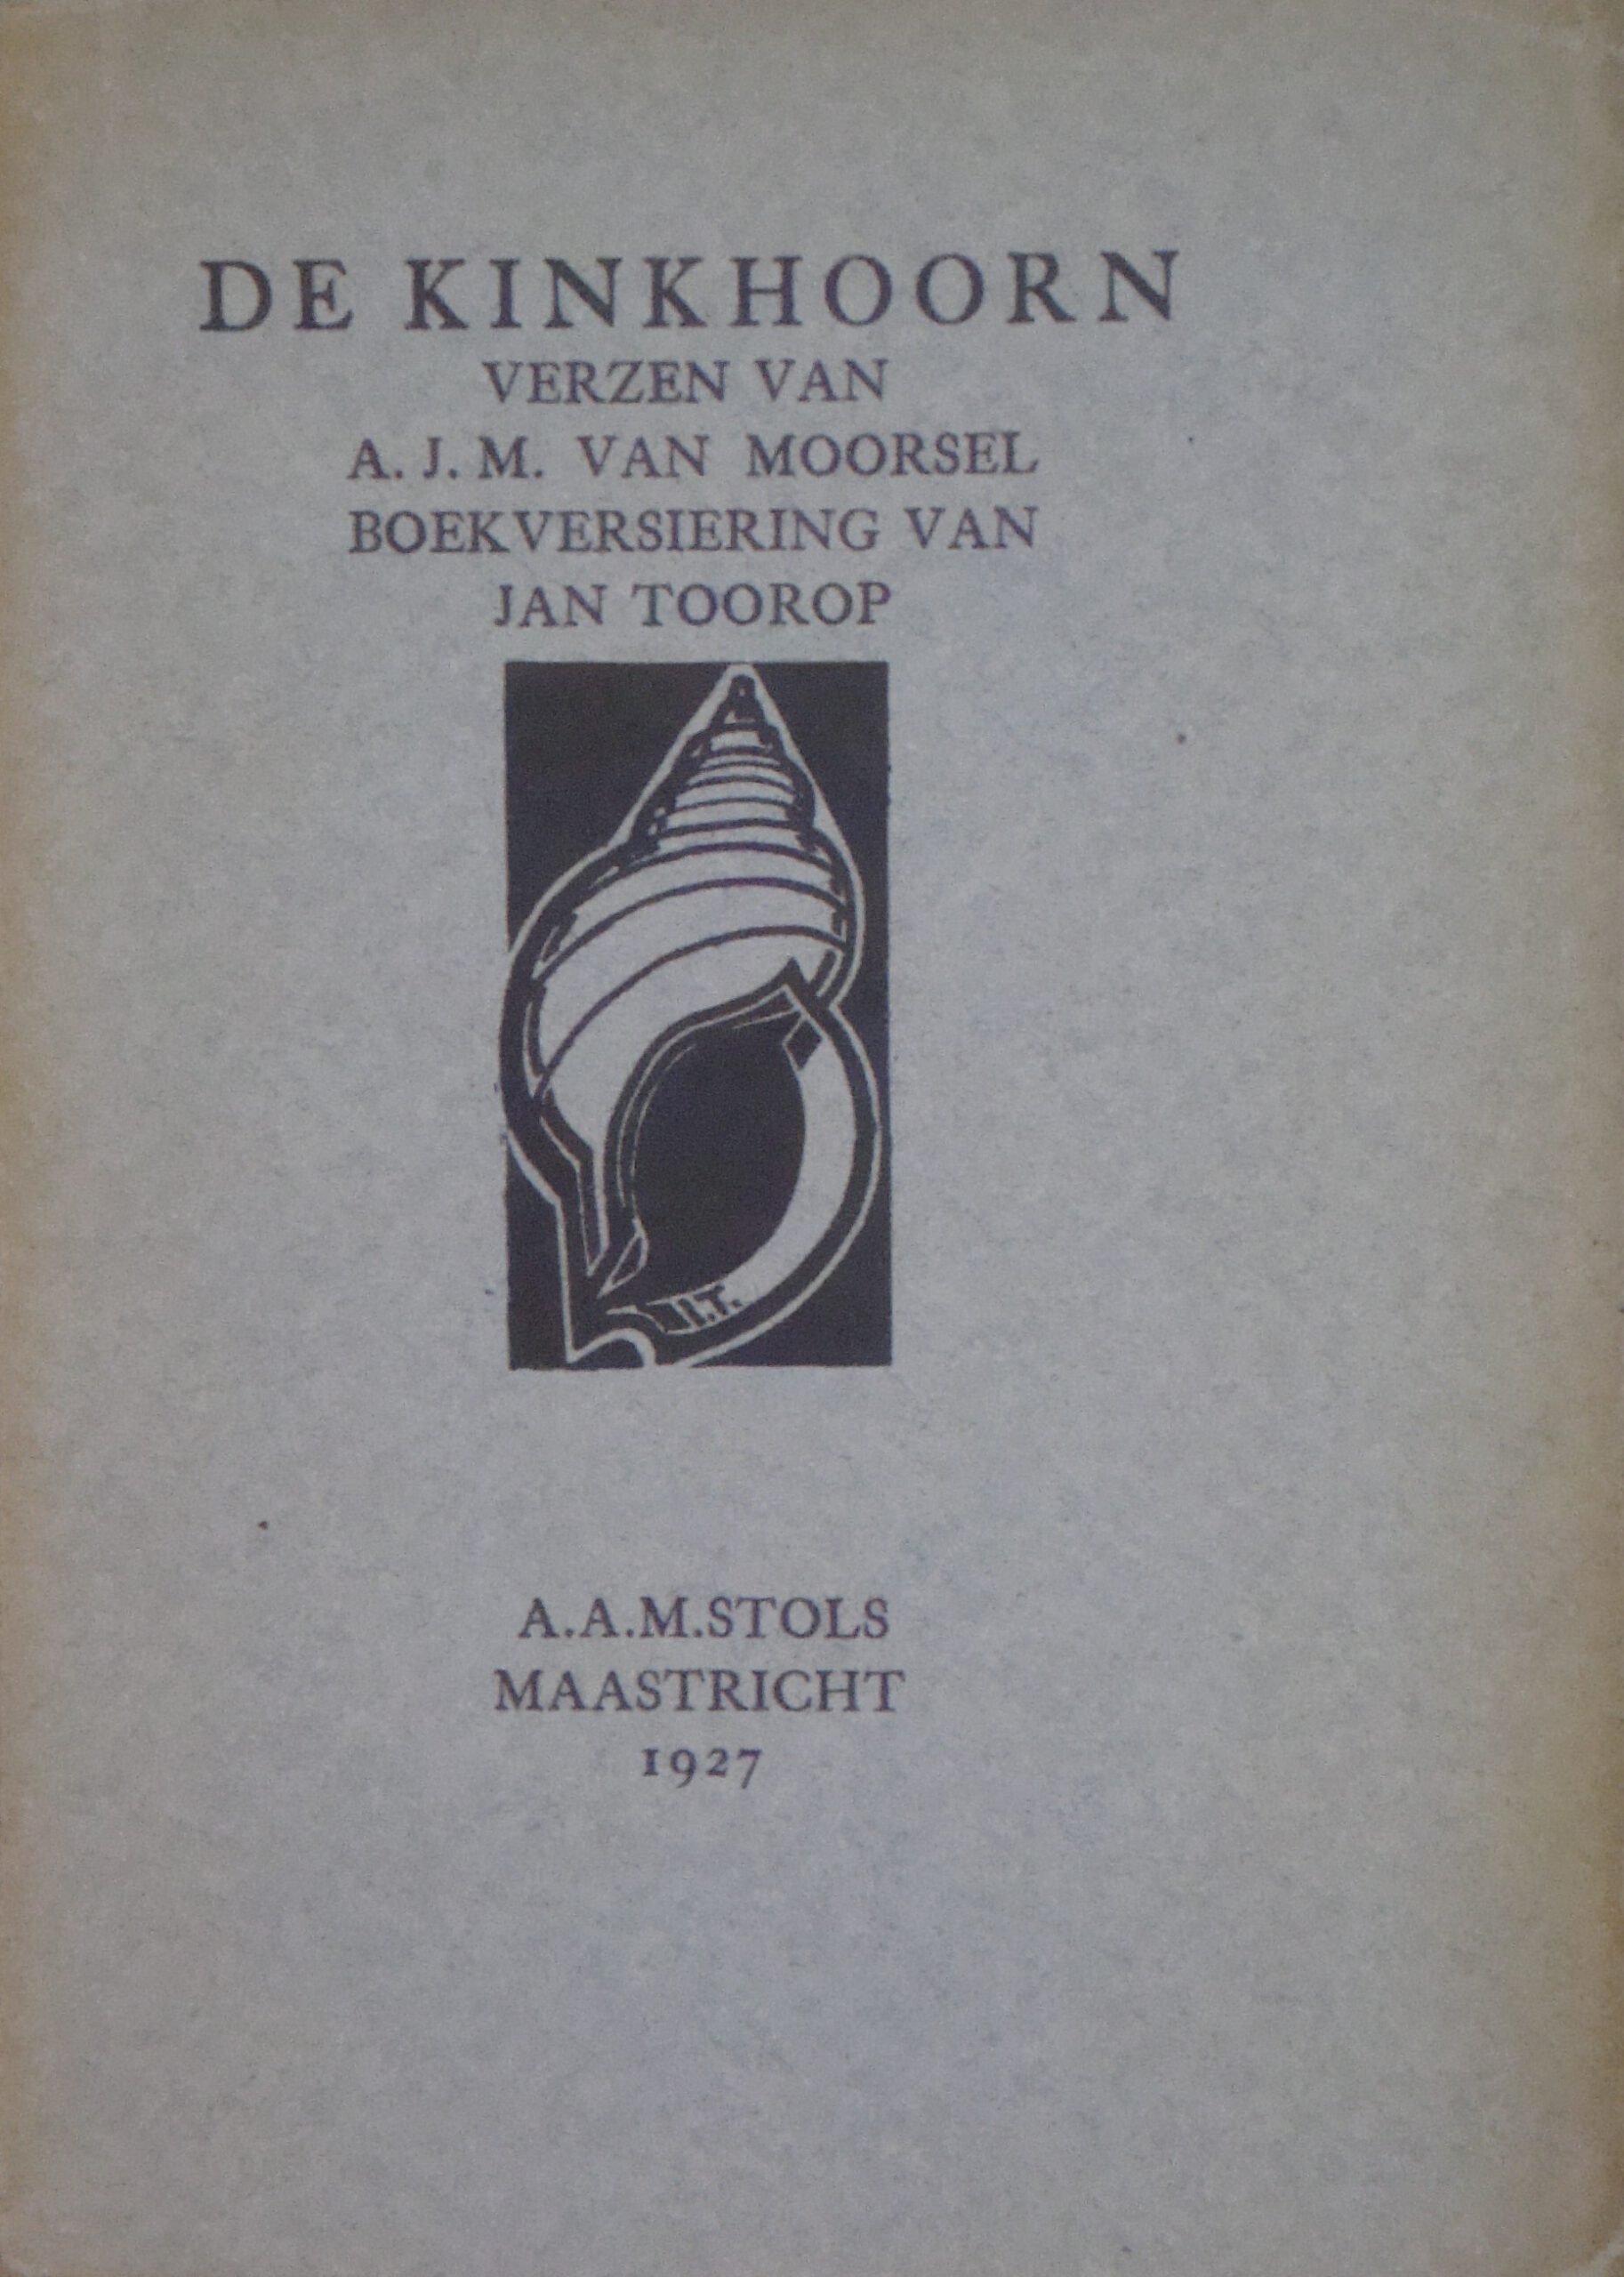 DE KINKHOORN
VERZEN VAN
A. J. M. VAN MOORSEL
BOEKVERSIERING VAN
JAN TOOROP
J.T.
A.A.M.STOLS
MAASTRICHT
1927